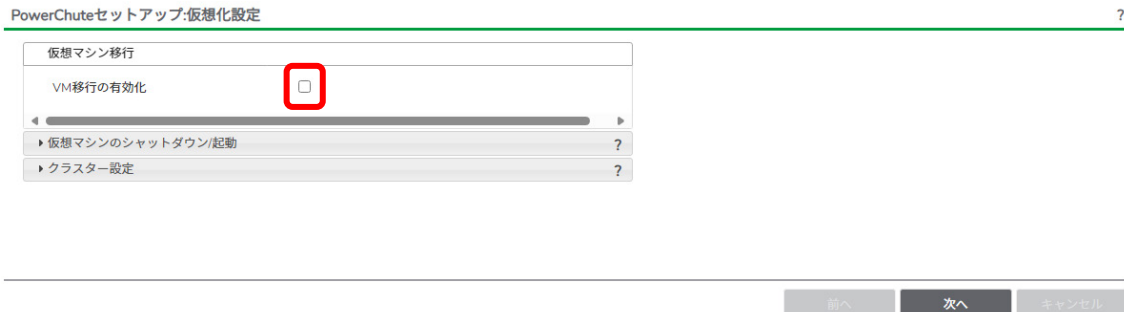 PowerChuteセットアップ:仮想化設定 ?
仮想マシン移行
VM移行の有効化
仮想マシンのシャットダウン/起動 ?
クラスター設定 ?
前へ 次へ キャンセル